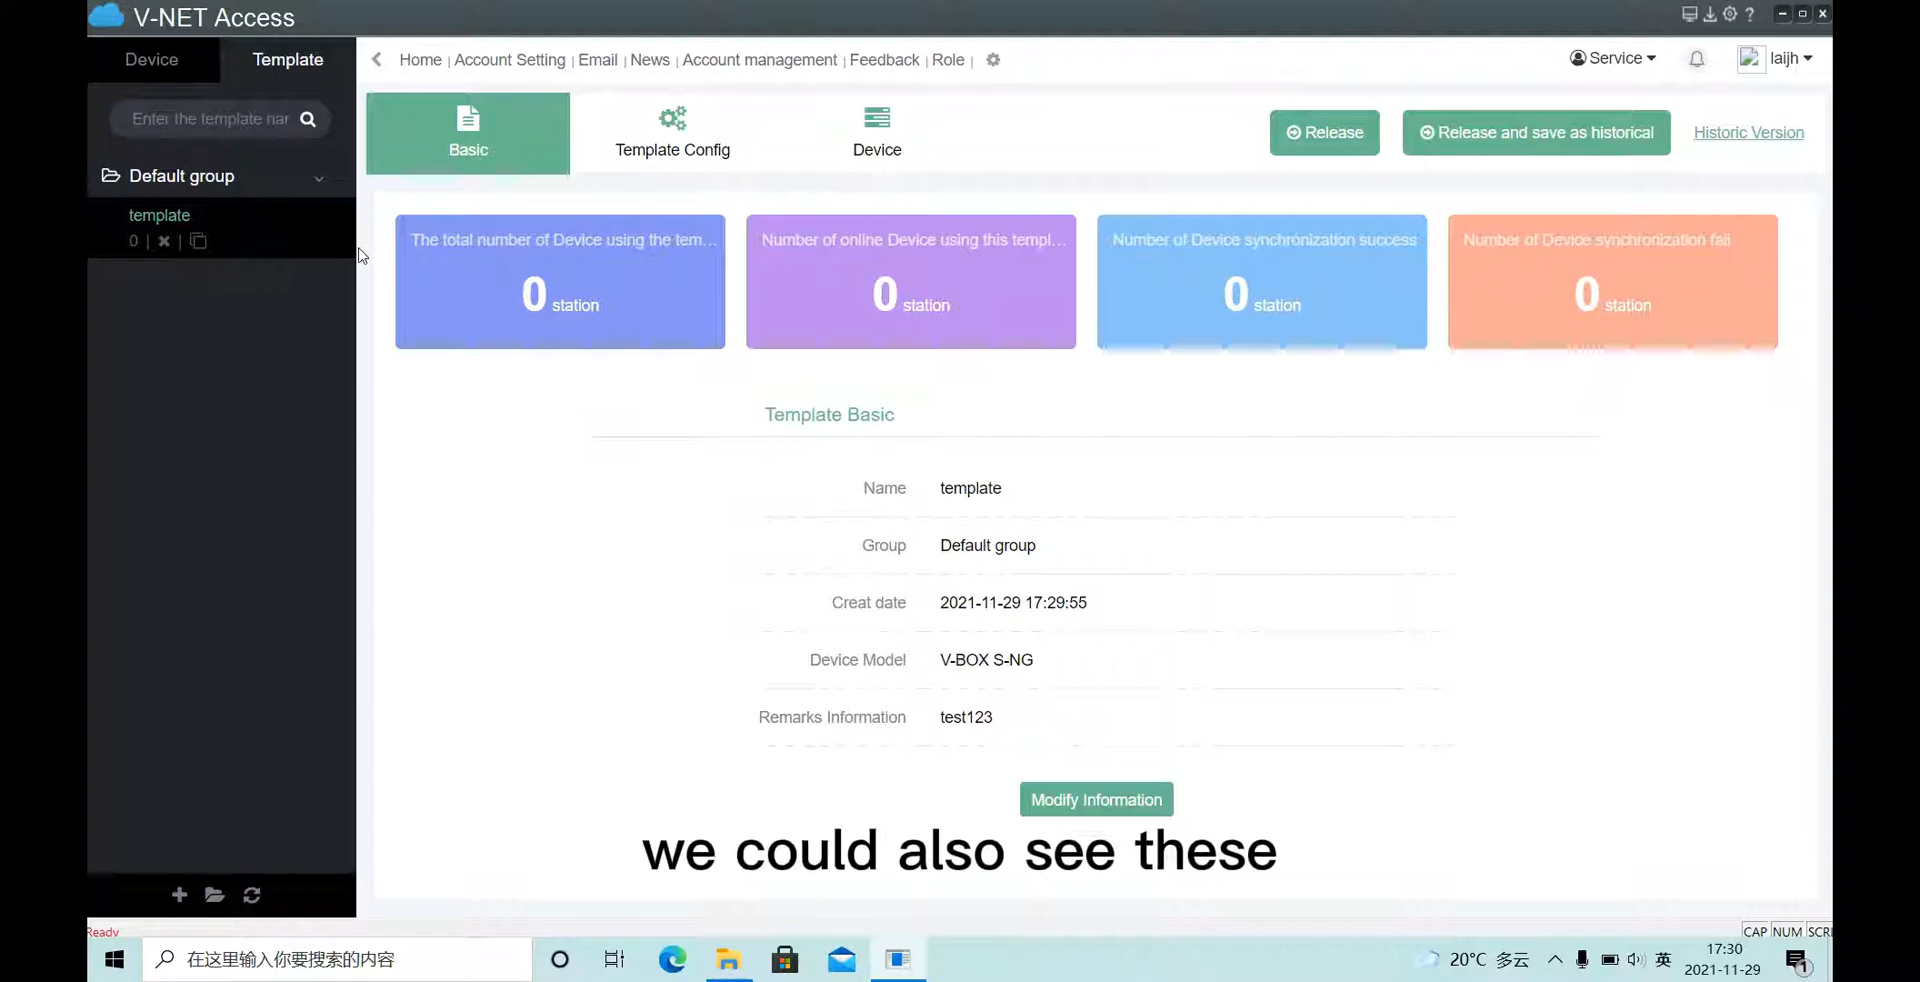 V-NET Access
Device
Template
Home | Account Setting | Email | News | Account management | Feedback | Role |
Service
laijh
Enter the template nar
Default group
template
0 | |
Basic
Template Config
Device
Release
Release and save as historical
Historic Version
The total number of Device using the tem...
0 station
Number of online Device using this templ...
0 station
Number of Device synchronization success
0 station
Number of Device synchronization fail
0 station
Template Basic
Name template
Group Default group
Creat date 2021-11-29 17:29:55
Device Model V-BOX S-NG
Remarks Information test123
Modify Information
we could also see these
Ready
CAP NUM SCRL
在这里输入你要搜索的内容
20°C 多云
英
17:30
2021-11-29
1